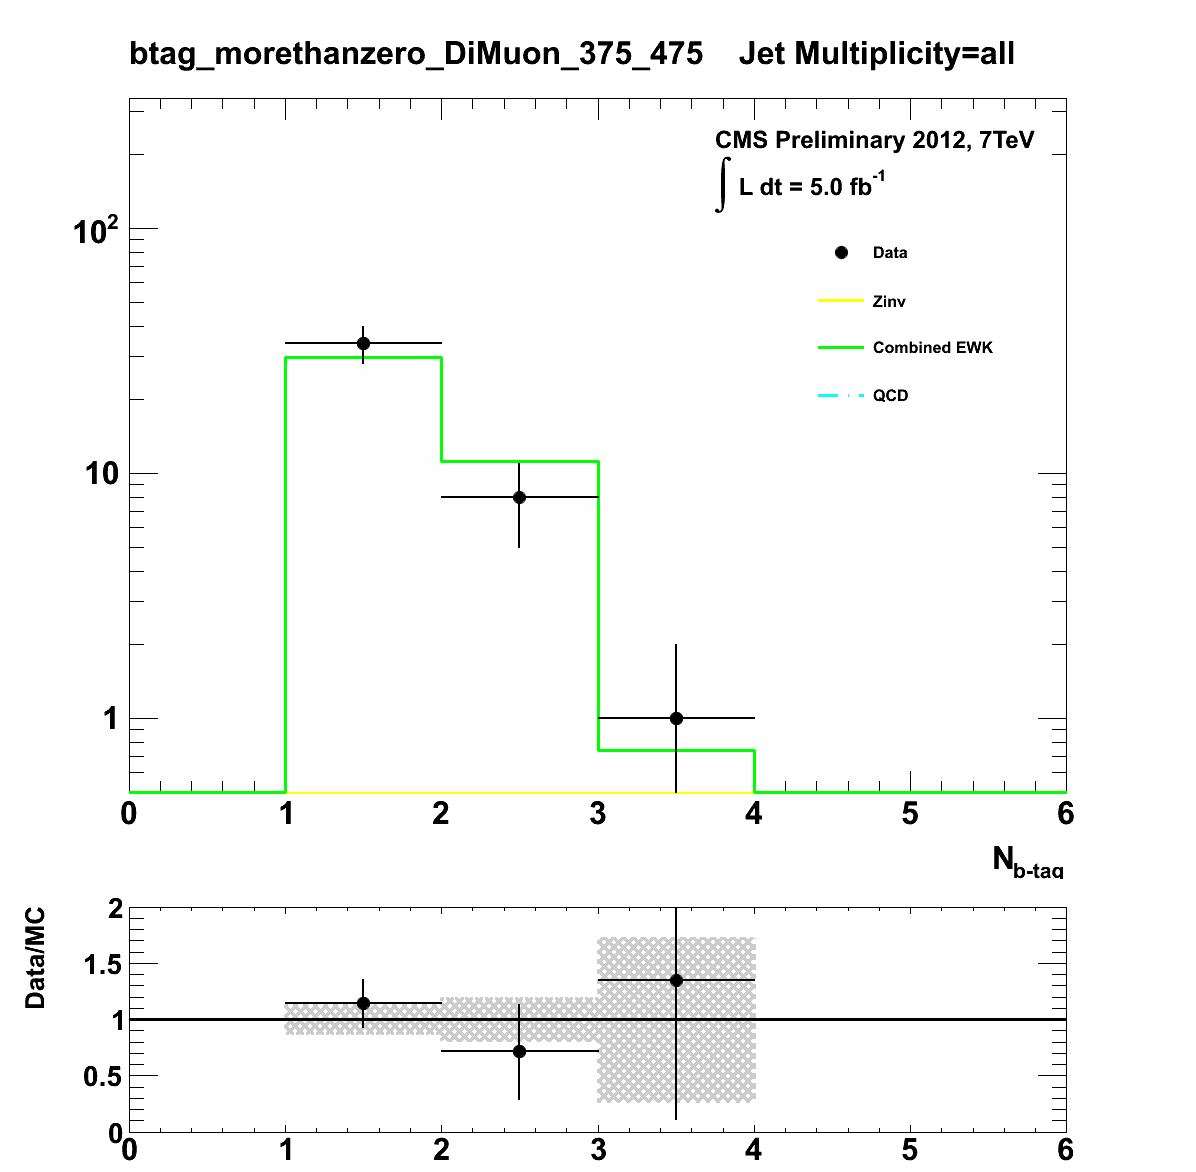 btag_morethanzero_DiMuon_375_475 Jet Multiplicity=all
CMS Preliminary 2012, 7TeV
∫ L dt = 5.0 fb⁻¹
Data
Zinv
Combined EWK
QCD
10²
10
1
0 1 2 3 4 5 6
N_b-tag
Data/MC
2
1.5
1
0.5
0
0 1 2 3 4 5 6